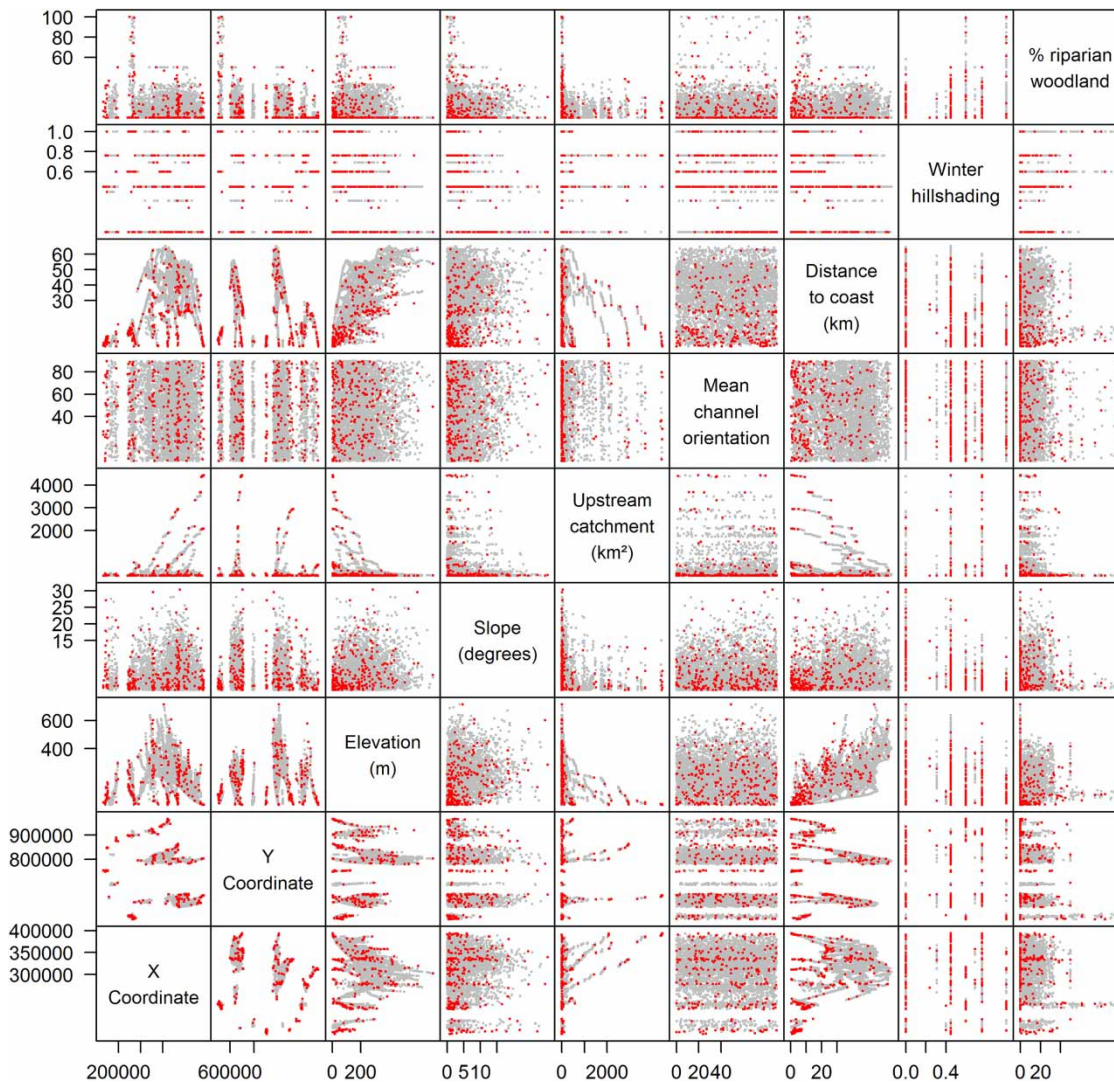 100
80
60
% riparian
woodland
1.0
0.8
0.6
Winter
hillshading
60
50
40
30
Distance
to coast
(km)
80
60
40
Mean
channel
orientation
4000
3000
2000
Upstream
catchment
(km²)
30
25
20
15
Slope
(degrees)
600
400
Elevation
(m)
900000
800000
Y
Coordinate
400000
350000
300000
X
Coordinate
200000 600000 0 200 0 510 0 2000 0 2040 0 20 0.0 0.4 0 20